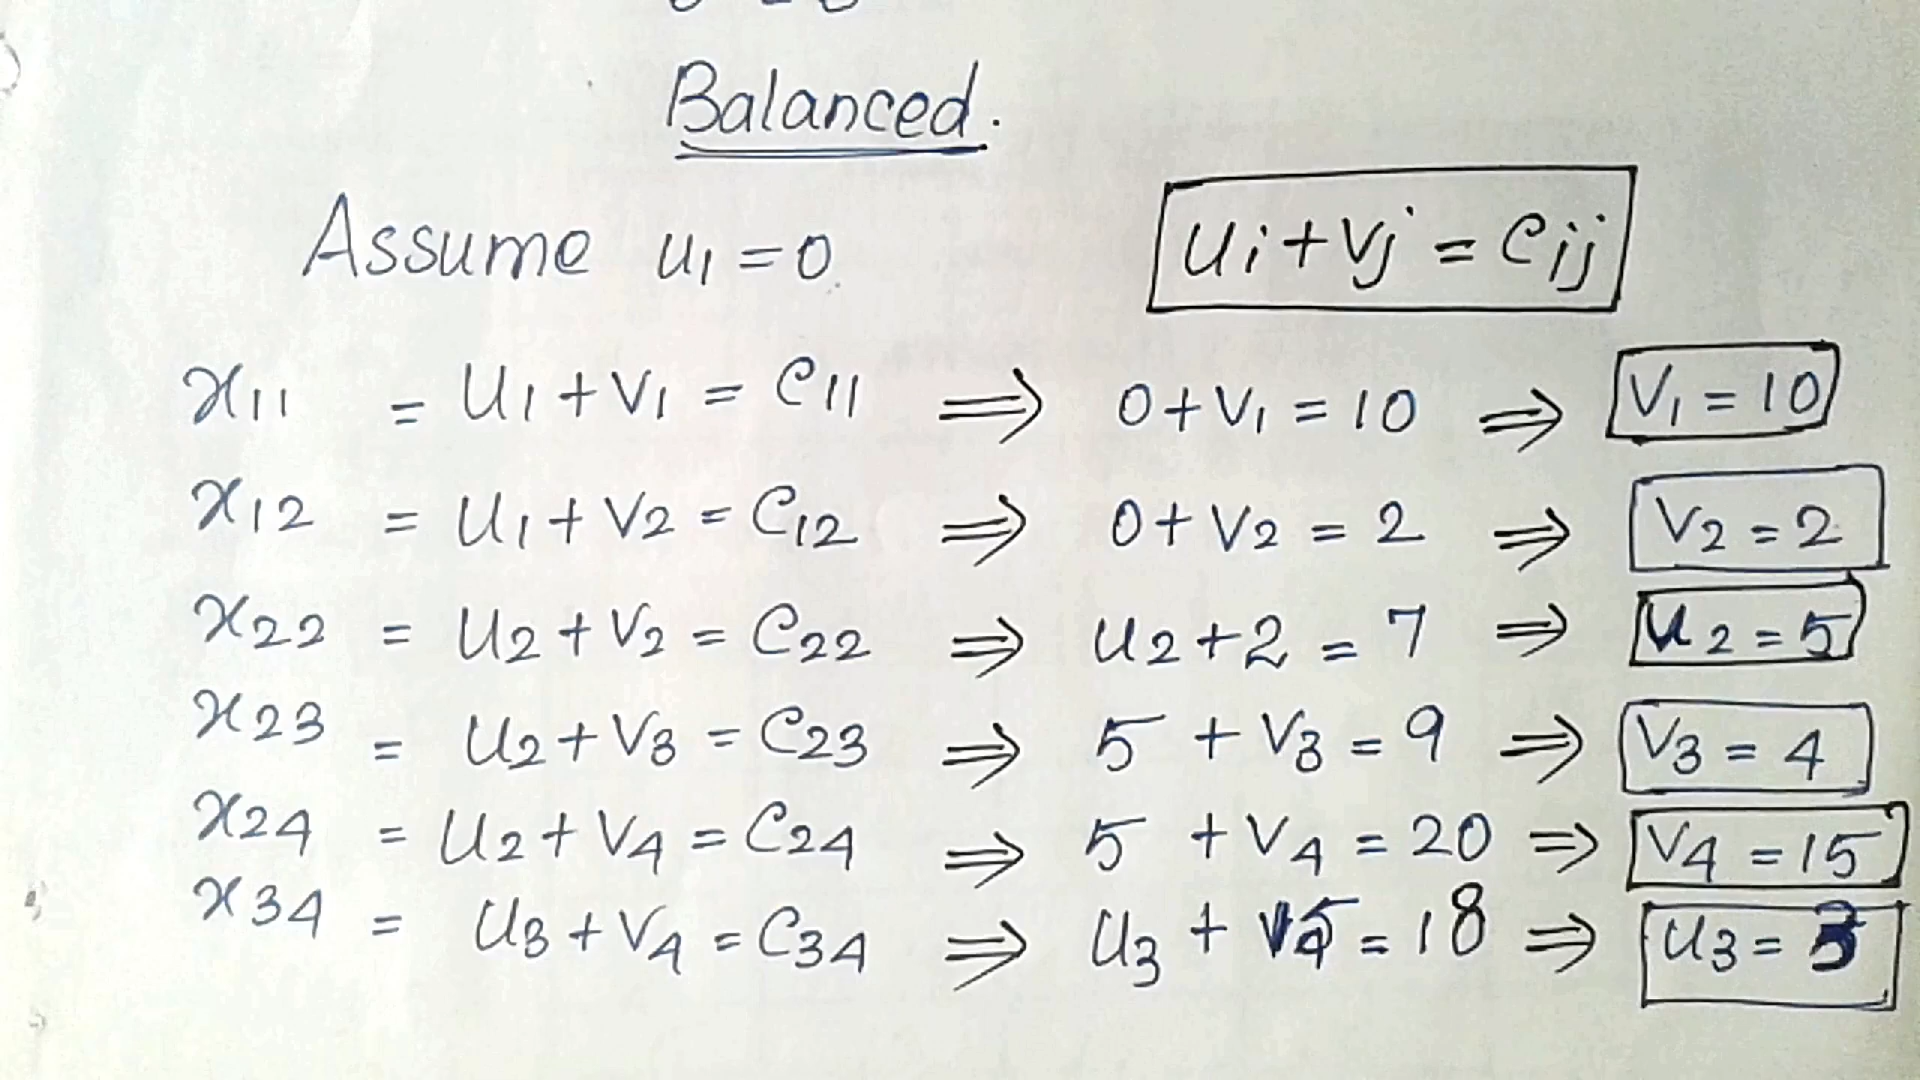 Balanced.
Assume u1 = 0 Ui + Vj = Cij
x11 = U1 + V1 = C11 ⟹ 0 + V1 = 10 ⟹ V1 = 10
x12 = U1 + V2 = C12 ⟹ 0 + V2 = 2 ⟹ V2 = 2
x22 = U2 + V2 = C22 ⟹ U2 + 2 = 7 ⟹ U2 = 5
x23 = U2 + V3 = C23 ⟹ 5 + V3 = 9 ⟹ V3 = 4
x24 = U2 + V4 = C24 ⟹ 5 + V4 = 20 ⟹ V4 = 15
x34 = U3 + V4 = C34 ⟹ U3 + 15 = 18 ⟹ U3 = 3